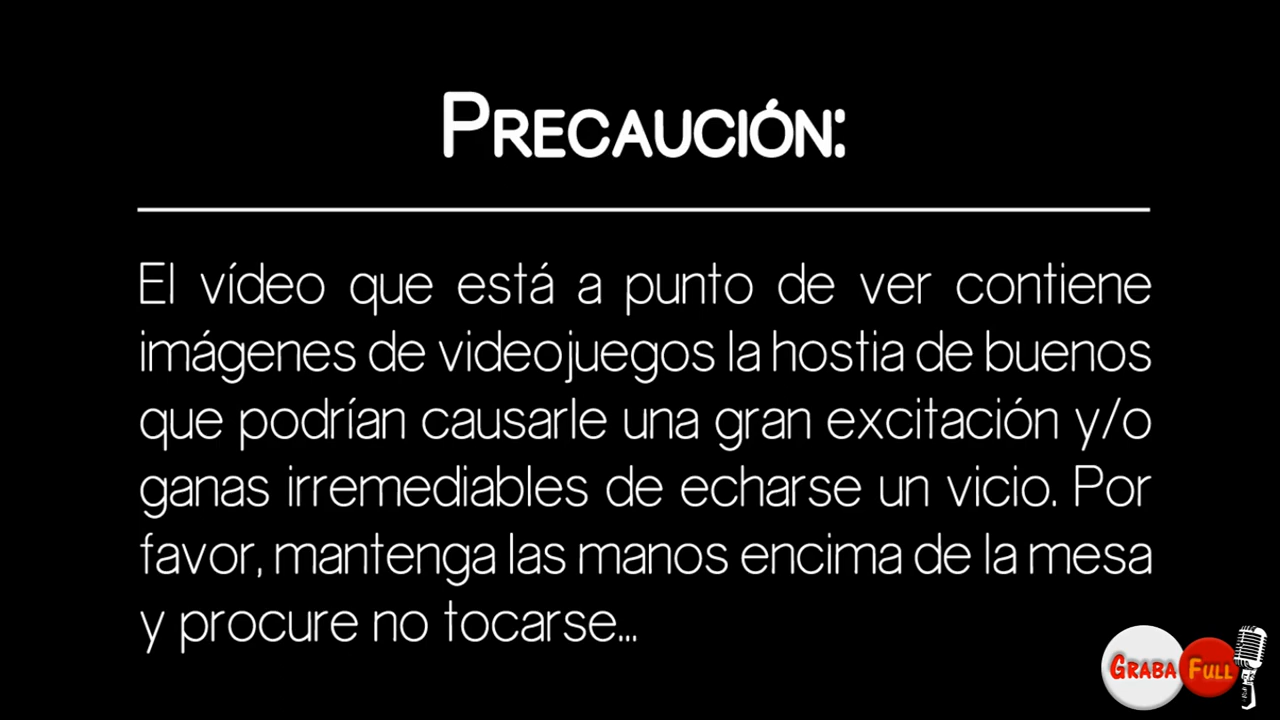 PRECAUCIÓN:
El vídeo que está a punto de ver contiene
imágenes de videojuegos la hostia de buenos
que podrían causarle una gran excitación y/o
ganas irremediables de echarse un vicio. Por
favor, mantenga las manos encima de la mesa
y procure no tocarse...
GRABA FULL